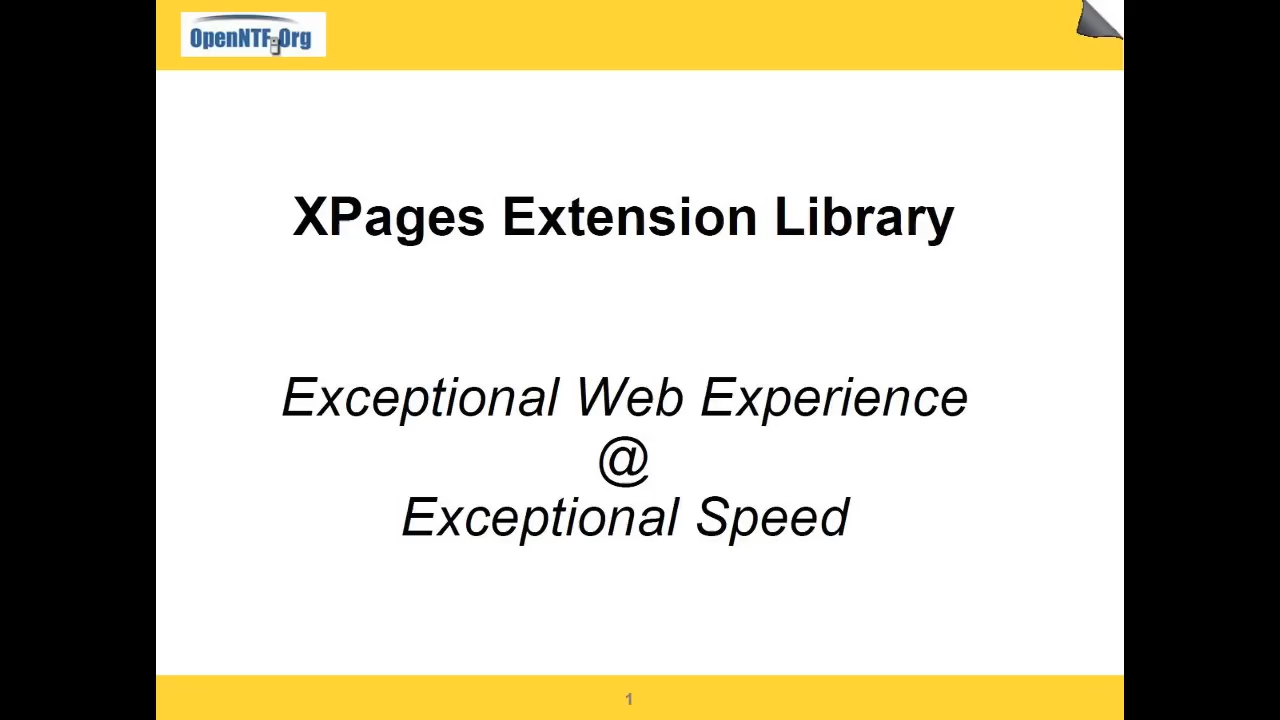 OpenNTF.Org
XPages Extension Library
Exceptional Web Experience
@
Exceptional Speed
1